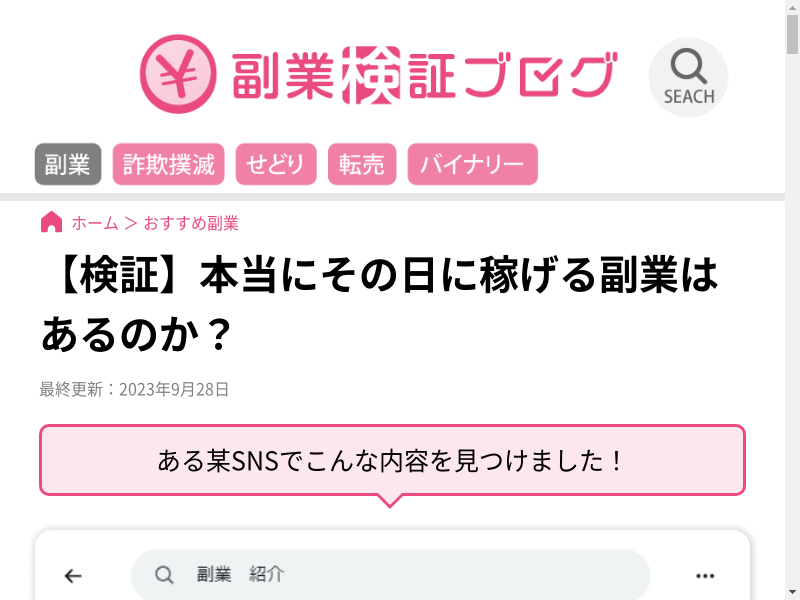 ¥ 副業検証ブログ
SEACH
副業 詐欺撲滅 せどり 転売 バイナリー
ホーム ＞ おすすめ副業
【検証】本当にその日に稼げる副業は
あるのか？
最終更新：2023年9月28日
ある某SNSでこんな内容を見つけました！
副業　紹介